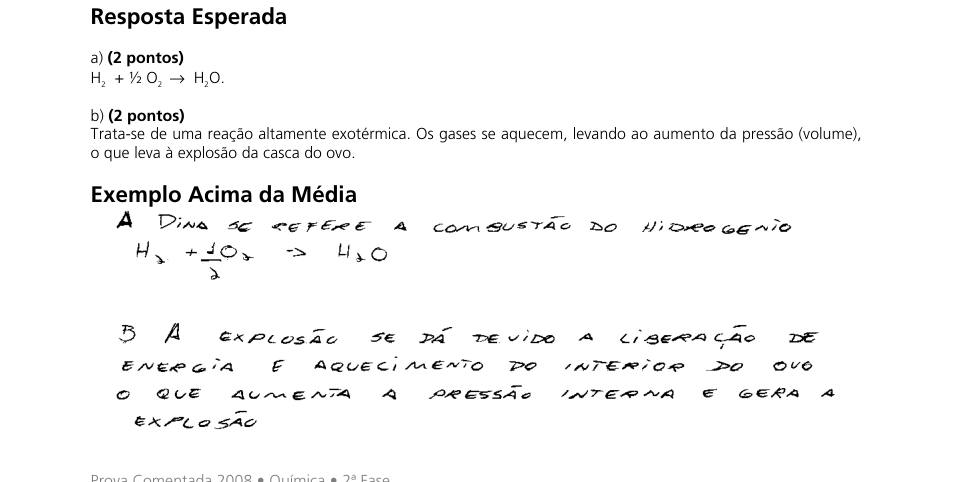 Resposta Esperada
a) (2 pontos)
H₂ + ½ O₂ → H₂O.
b) (2 pontos)
Trata-se de uma reação altamente exotérmica. Os gases se aquecem, levando ao aumento da pressão (volume),
o que leva à explosão da casca do ovo.
Exemplo Acima da Média
A DINA SE REFERE A COMBUSTÃO DO HIDROGENIO
H₂ + 1/2 O₂ -> H₂O
B A EXPLOSÃO SE DÁ DEVIDO A LIBERAÇÃO DE
ENERGIA E AQUECIMENTO DO INTERIOR DO OVO
O QUE AUMENTA A PRESSÃO INTERNA E GERA A
EXPLOSÃO
Prova Comentada 2008 • Química • 2ª Fase